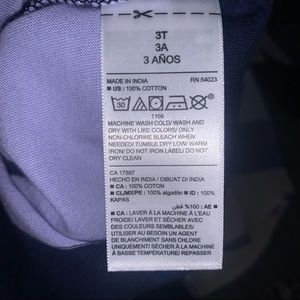 3T
3A
3 AÑOS
MADE IN INDIA RN 54023
■ US : 100% COTTON
30
1166
MACHINE WASH COLD/ WASH AND
DRY WITH LIKE COLORS/ ONLY
NON-CHLORINE BLEACH WHEN
NEEDED/ TUMBLE DRY LOW/ WARM
IRON/ DO NOT IRON LABELS/ DO NOT
DRY CLEAN
CA 17897
HECHO EN INDIA / DIBUAT DI INDIA
■ CA : 100% COTON
■ CL/MX/PE : 100% algodón ■ ID : 100%
KAPAS
■ AE : 100% قطن
■ CA : LAVER À LA MACHINE À L'EAU
FROIDE/ LAVER ET SÉCHER AVEC
DES COULEURS SEMBLABLES/
UTILISER AU BESOIN UN AGENT
DE BLANCHIMENT SANS CHLORE/
SÉCHER À LA MACHINE
À BASSE TEMPÉRATURE/ REPASSER